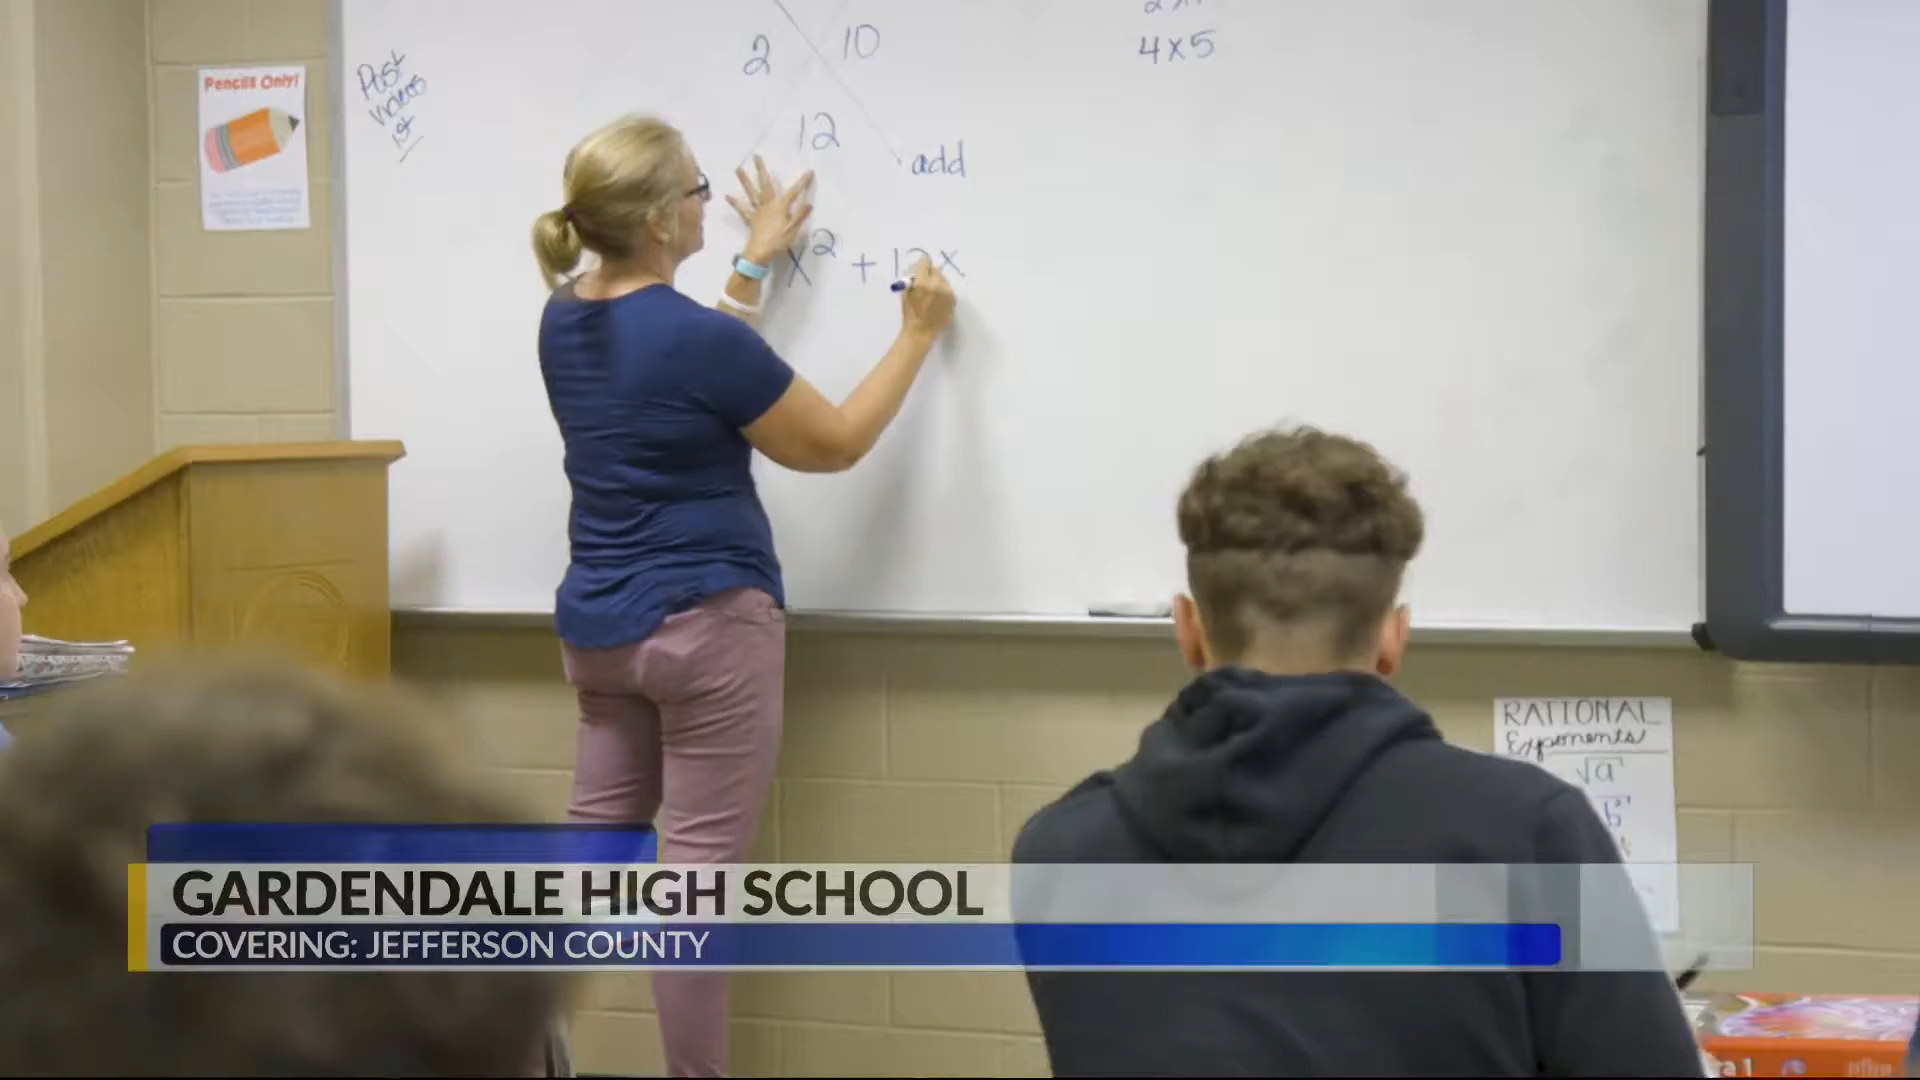 4x5
2 10
Post
Videos
1st
Pencils Only!
12
add
x² + 12x
RATIONAL
Exponents
√a
b
GARDENDALE HIGH SCHOOL
COVERING: JEFFERSON COUNTY